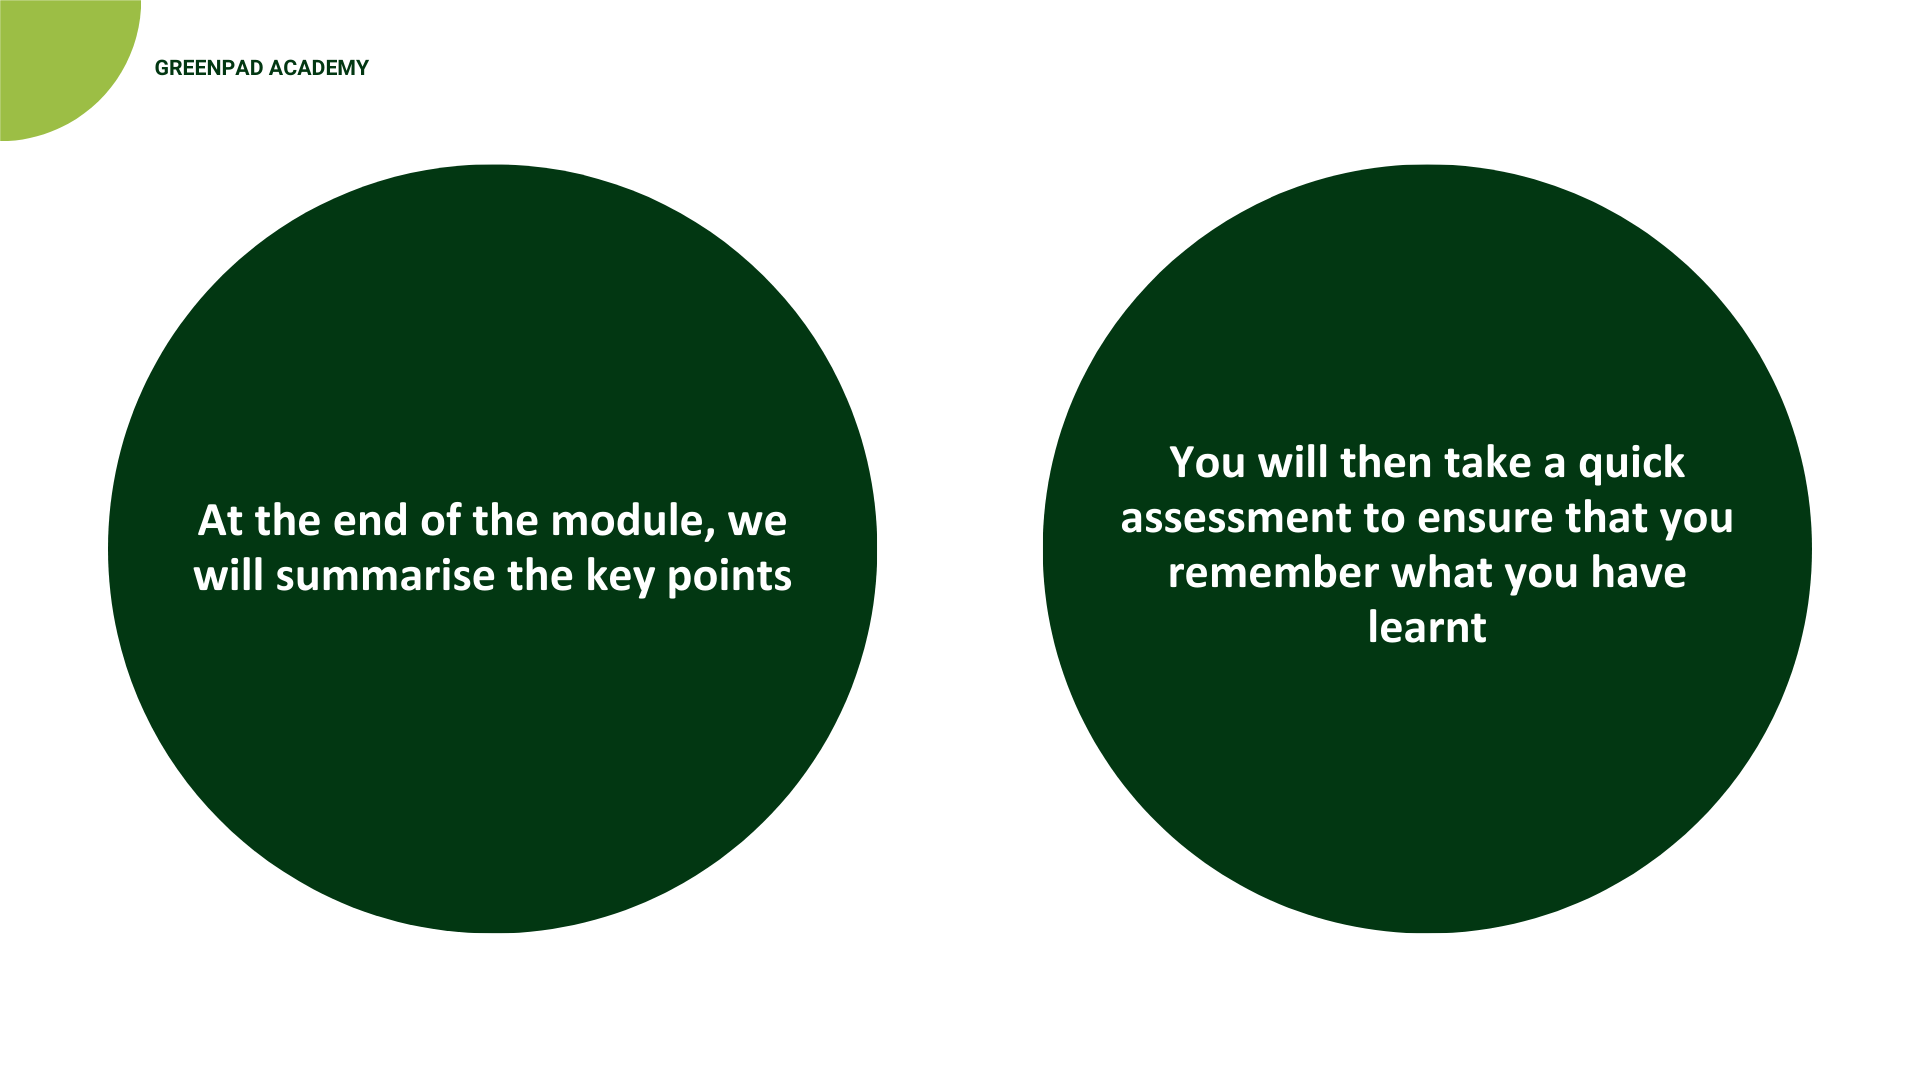 GREENPAD ACADEMY
At the end of the module, we
will summarise the key points
You will then take a quick
assessment to ensure that you
remember what you have
learnt